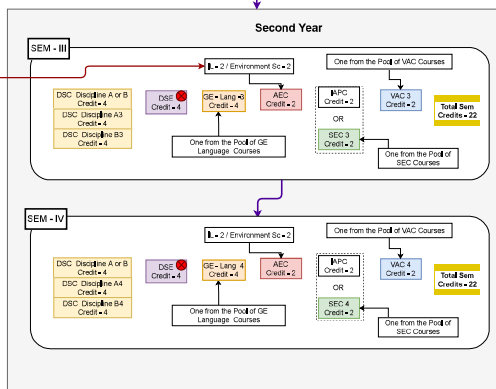 Second Year
SEM - III
IL - 2 / Environment Sc - 2
One from the Pool of VAC Courses
DSC Discipline A or B
Credit - 4
DSC Discipline A3
Credit - 4
DSC Discipline B3
Credit - 4
DSE
Credit - 4
GE - Lang -3
Credit - 4
AEC
Credit - 2
IAPC
Credit - 2
OR
SEC 3
Credit - 2
VAC 3
Credit - 2
Total Sem
Credits - 22
One from the Pool of GE
Language Courses
One from the Pool of
SEC Courses
SEM - IV
IL - 2 / Environment Sc - 2
One from the Pool of VAC Courses
DSC Discipline A or B
Credit - 4
DSC Discipline A4
Credit - 4
DSC Discipline B4
Credit - 4
DSE
Credit - 4
GE - Lang 4
Credit - 4
AEC
Credit - 2
IAPC
Credit - 2
OR
SEC 4
Credit - 2
VAC 4
Credit - 2
Total Sem
Credits - 22
One from the Pool of GE
Language Courses
One from the Pool of
SEC Courses